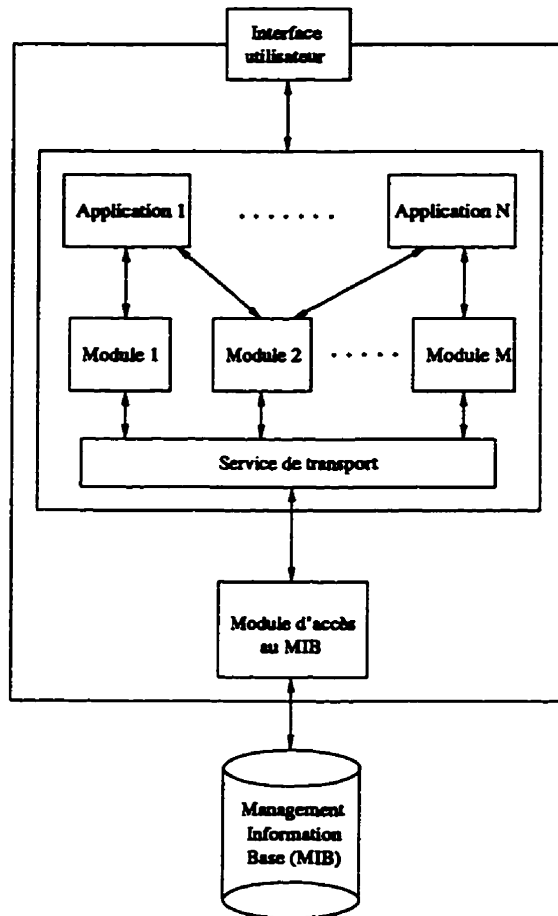 Interface
utilisateur
Application 1
. . . . . . .
Application N
Module 1
Module 2
. . . . .
Module M
Service de transport
Module d'accès
au MIB
Management
Information
Base (MIB)